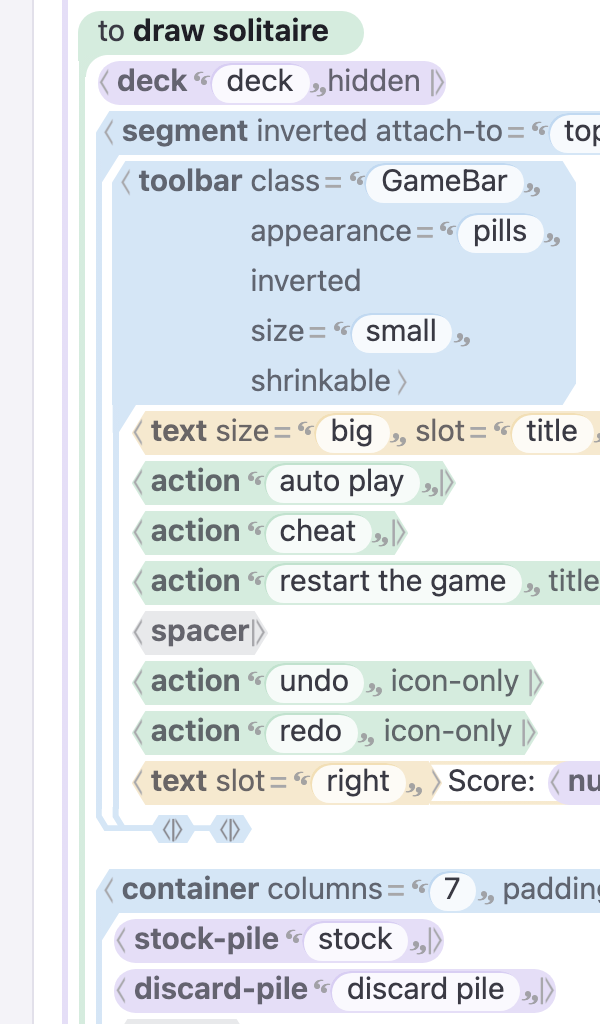 to draw solitaire
⟨ deck “ deck „ hidden |⟩
⟨ segment inverted attach-to = “ top
⟨ toolbar class = “ GameBar „
appearance = “ pills „
inverted
size = “ small „
shrinkable ⟩
⟨ text size = “ big „ slot = “ title „
⟨ action “ auto play „|⟩
⟨ action “ cheat „|⟩
⟨ action “ restart the game „ title
⟨ spacer |⟩
⟨ action “ undo „ icon-only |⟩
⟨ action “ redo „ icon-only |⟩
⟨ text slot = “ right „ ⟩ Score: ⟨ nu
⟨|⟩ ⟨|⟩
⟨ container columns = “ 7 „ padding
⟨ stock-pile “ stock „|⟩
⟨ discard-pile “ discard pile „|⟩